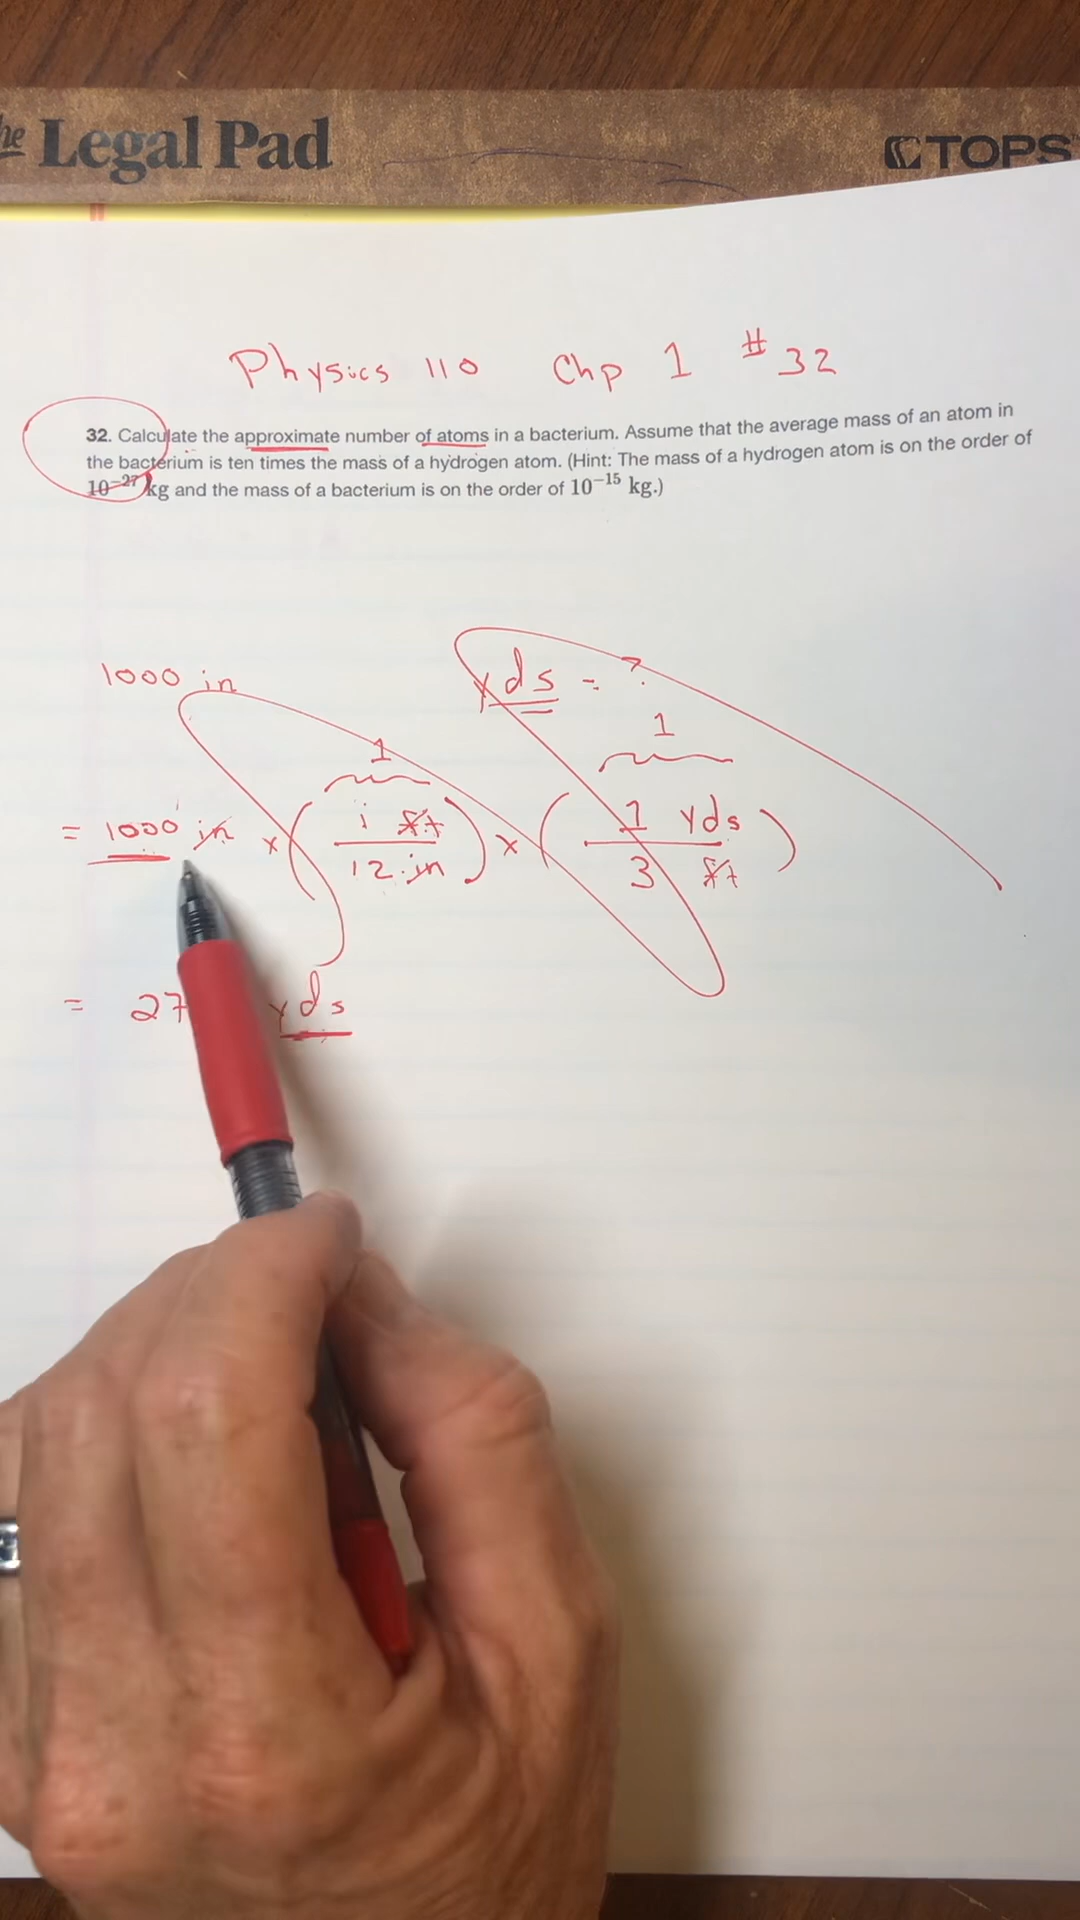 he Legal Pad
TOPS
Physics 110 Chp 1 # 32
32. Calculate the approximate number of atoms in a bacterium. Assume that the average mass of an atom in
the bacterium is ten times the mass of a hydrogen atom. (Hint: The mass of a hydrogen atom is on the order of
10⁻²⁷ kg and the mass of a bacterium is on the order of 10⁻¹⁵ kg.)
1000 in yds = ?
1 1
= 1000 in × ( 1 ft / 12 in ) × ( 1 yds / 3 ft )
= 27 yds